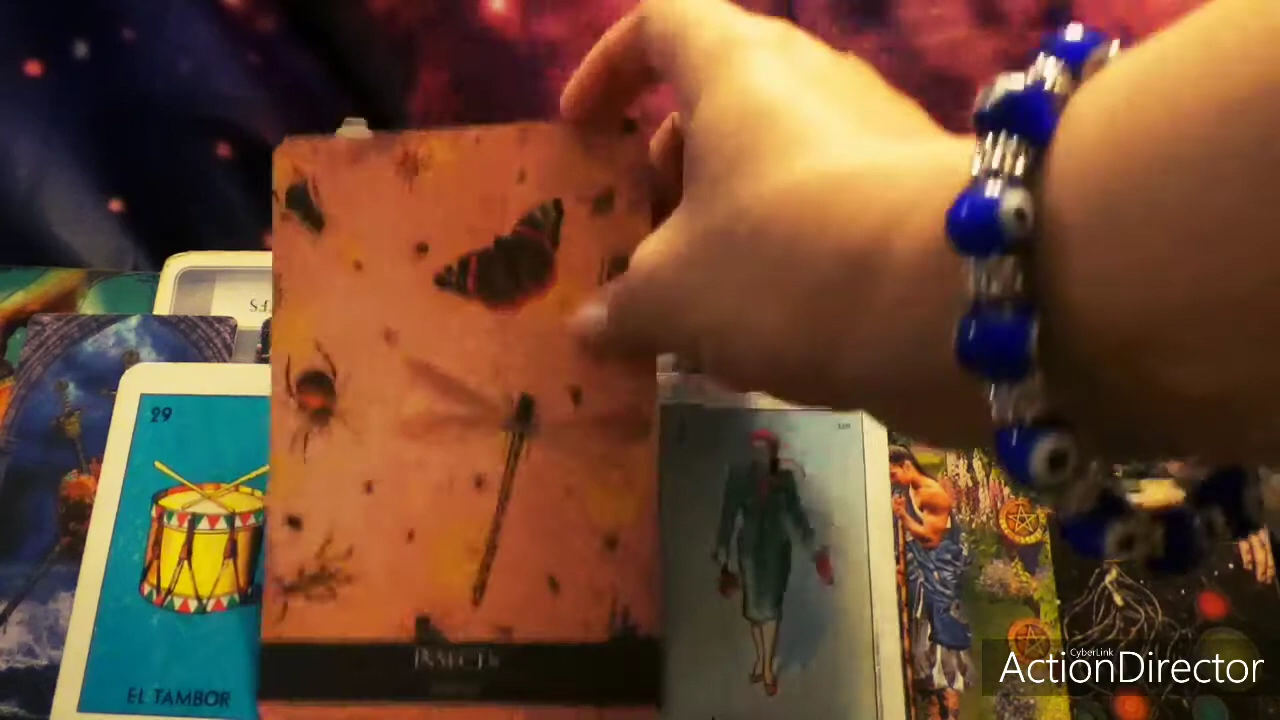 29
EL TAMBOR
INSECTS
CyberLink
ActionDirector